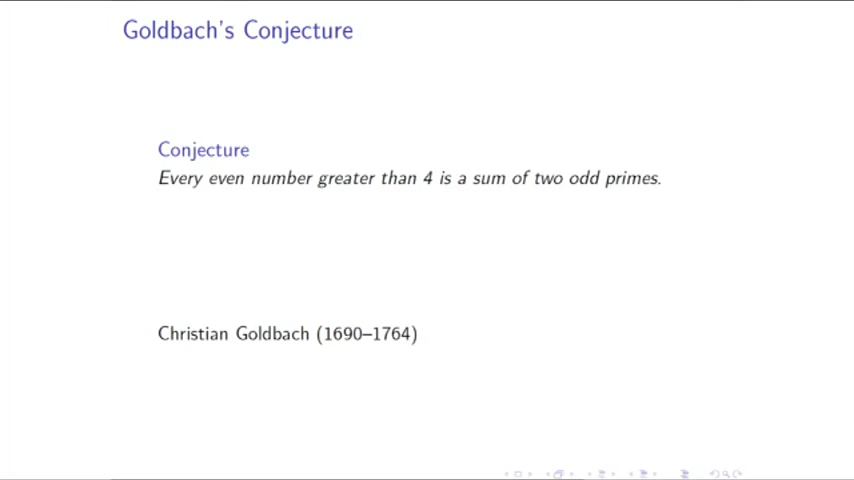 Goldbach's Conjecture
Conjecture
Every even number greater than 4 is a sum of two odd primes.
Christian Goldbach (1690–1764)